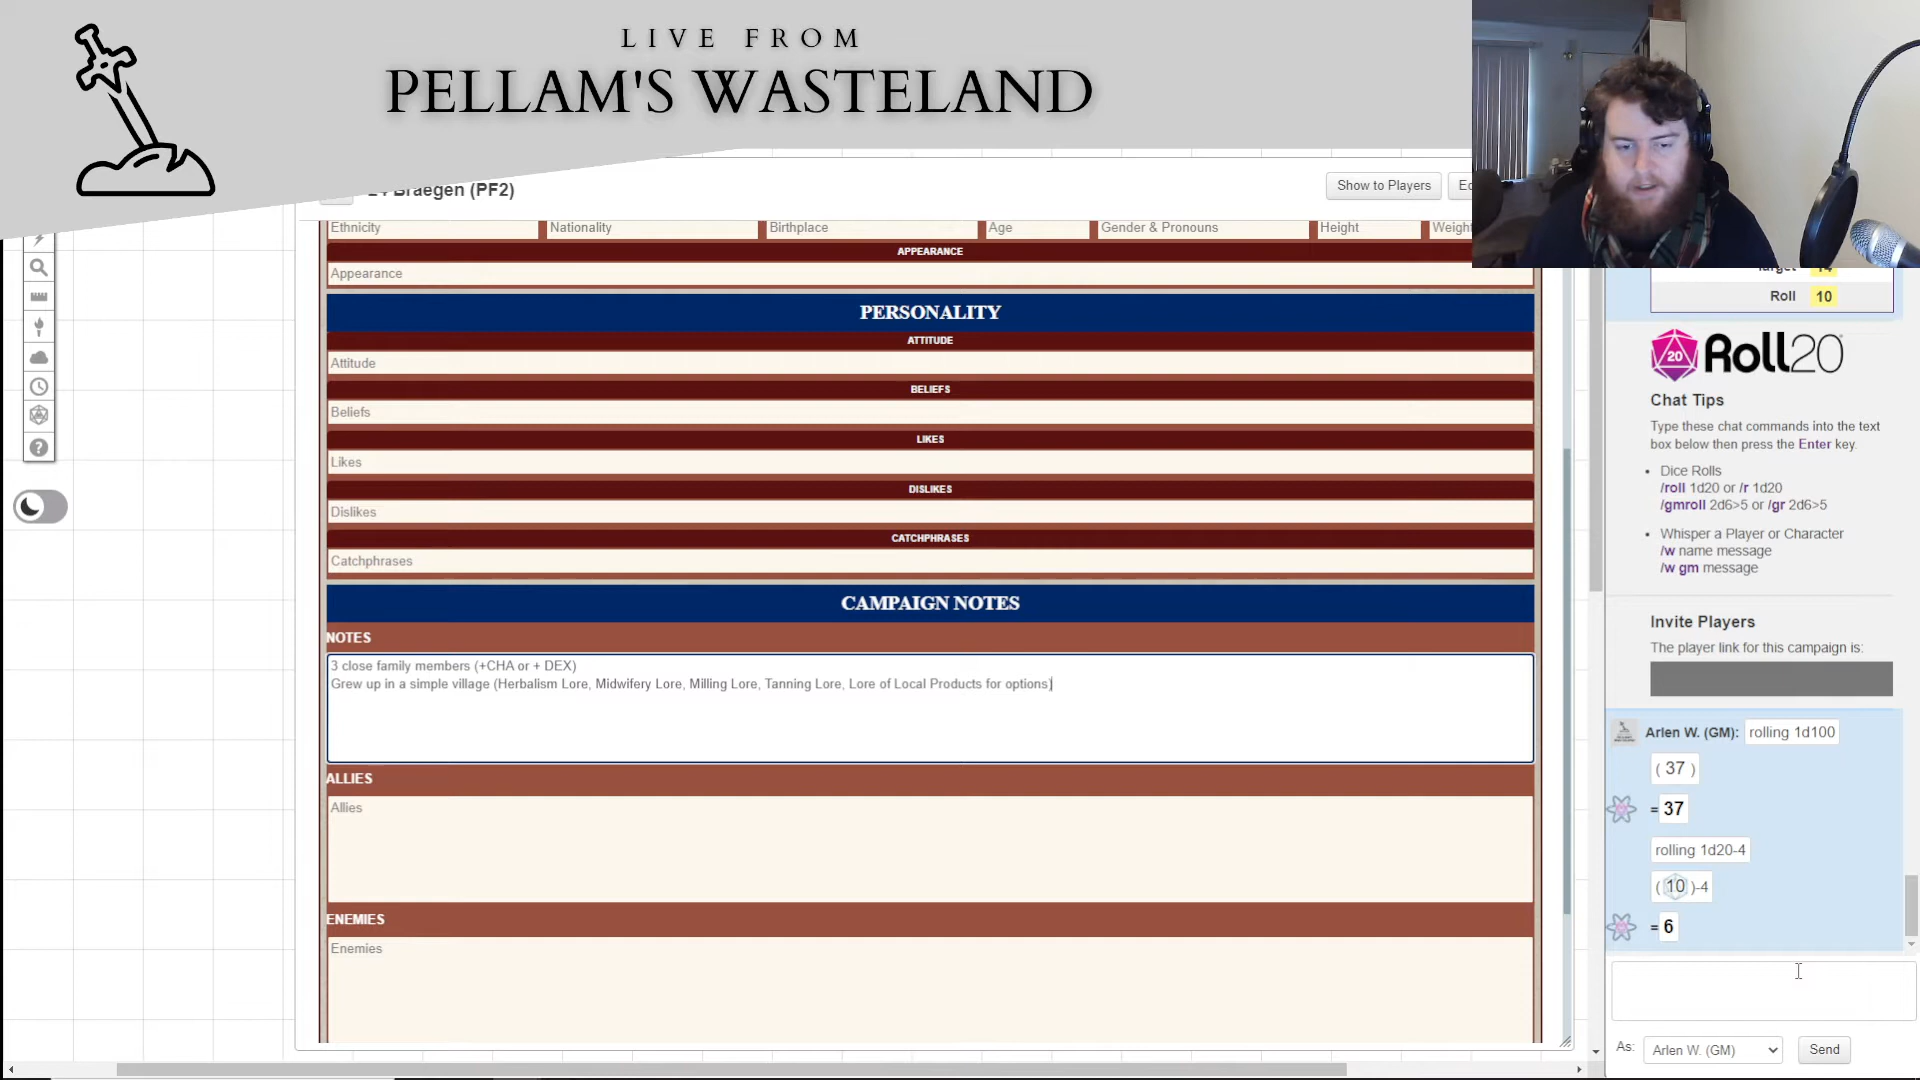 LIVE FROM
PELLAM'S WASTELAND
Braegen (PF2)
Show to Players
Ethnicity
Nationality
Birthplace
Age
Gender & Pronouns
Height
APPEARANCE
Appearance
PERSONALITY
ATTITUDE
Attitude
BELIEFS
Beliefs
LIKES
Likes
DISLIKES
Dislikes
CATCHPHRASES
Catchphrases
CAMPAIGN NOTES
NOTES
3 close family members (+CHA or + DEX)
Grew up in a simple village (Herbalism Lore, Midwifery Lore, Milling Lore, Tanning Lore, Lore of Local Products for options)
ALLIES
Allies
ENEMIES
Enemies
Roll 10
20 Roll20
Chat Tips
Type these chat commands into the text
box below then press the Enter key.
Dice Rolls
/roll 1d20 or /r 1d20
/gmroll 2d6>5 or /gr 2d6>5
Whisper a Player or Character
/w name message
/w gm message
Invite Players
The player link for this campaign is:
Arlen W. (GM): rolling 1d100
( 37 )
= 37
rolling 1d20-4
( 10 )-4
= 6
As: Arlen W. (GM) Send